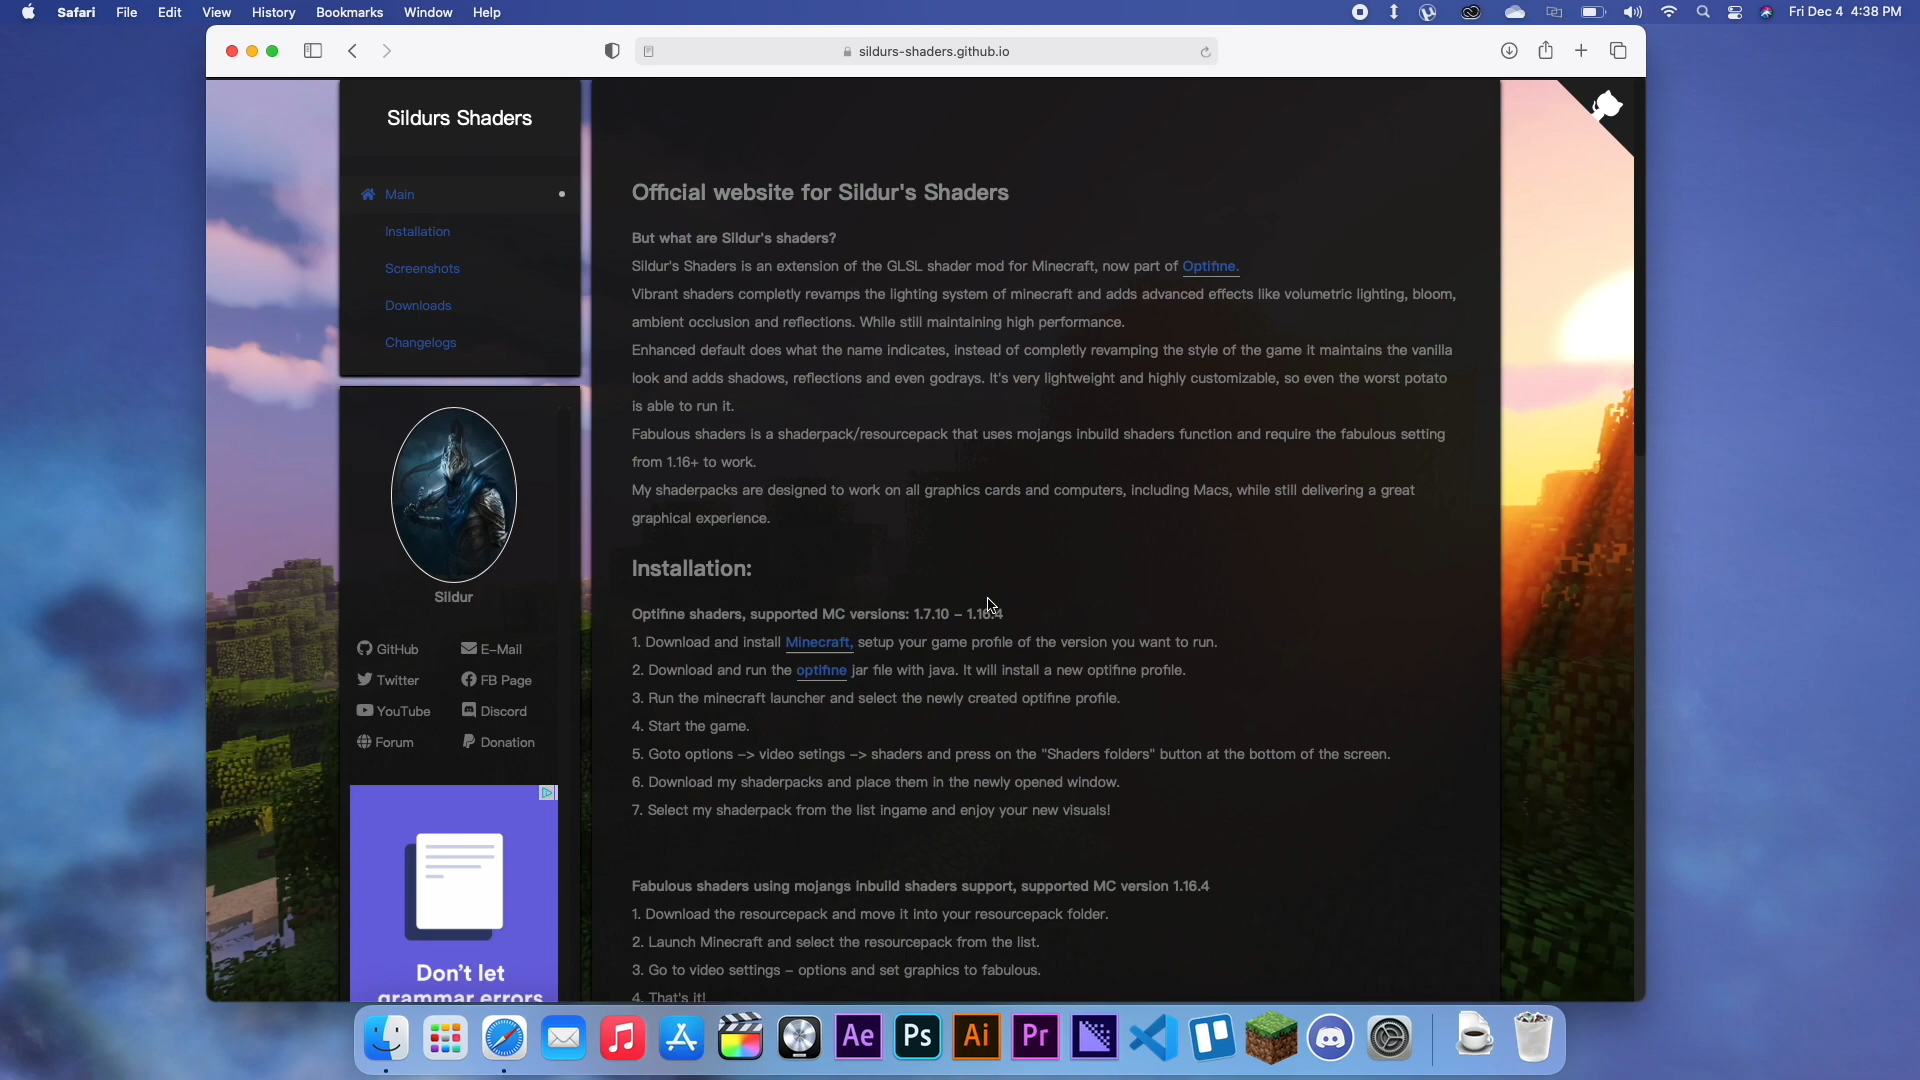 Safari File Edit View History Bookmarks Window Help
Fri Dec 4 4:38 PM
sildurs-shaders.github.io
Sildurs Shaders
Main
Installation
Screenshots
Downloads
Changelogs
Sildur
GitHub E-Mail
Twitter FB Page
YouTube Discord
Forum Donation
Don't let
grammar errors
Official website for Sildur's Shaders
But what are Sildur's shaders?
Sildur's Shaders is an extension of the GLSL shader mod for Minecraft, now part of Optifine.
Vibrant shaders completly revamps the lighting system of minecraft and adds advanced effects like volumetric lighting, bloom,
ambient occlusion and reflections. While still maintaining high performance.
Enhanced default does what the name indicates, instead of completly revamping the style of the game it maintains the vanilla
look and adds shadows, reflections and even godrays. It's very lightweight and highly customizable, so even the worst potato
is able to run it.
Fabulous shaders is a shaderpack/resourcepack that uses mojangs inbuild shaders function and require the fabulous setting
from 1.16+ to work.
My shaderpacks are designed to work on all graphics cards and computers, including Macs, while still delivering a great
graphical experience.
Installation:
Optifine shaders, supported MC versions: 1.7.10 – 1.16.4
1. Download and install Minecraft, setup your game profile of the version you want to run.
2. Download and run the optifine jar file with java. It will install a new optifine profile.
3. Run the minecraft launcher and select the newly created optifine profile.
4. Start the game.
5. Goto options -> video setings -> shaders and press on the "Shaders folders" button at the bottom of the screen.
6. Download my shaderpacks and place them in the newly opened window.
7. Select my shaderpack from the list ingame and enjoy your new visuals!
Fabulous shaders using mojangs inbuild shaders support, supported MC version 1.16.4
1. Download the resourcepack and move it into your resourcepack folder.
2. Launch Minecraft and select the resourcepack from the list.
3. Go to video settings – options and set graphics to fabulous.
4. That's it!
Ae Ps Ai Pr